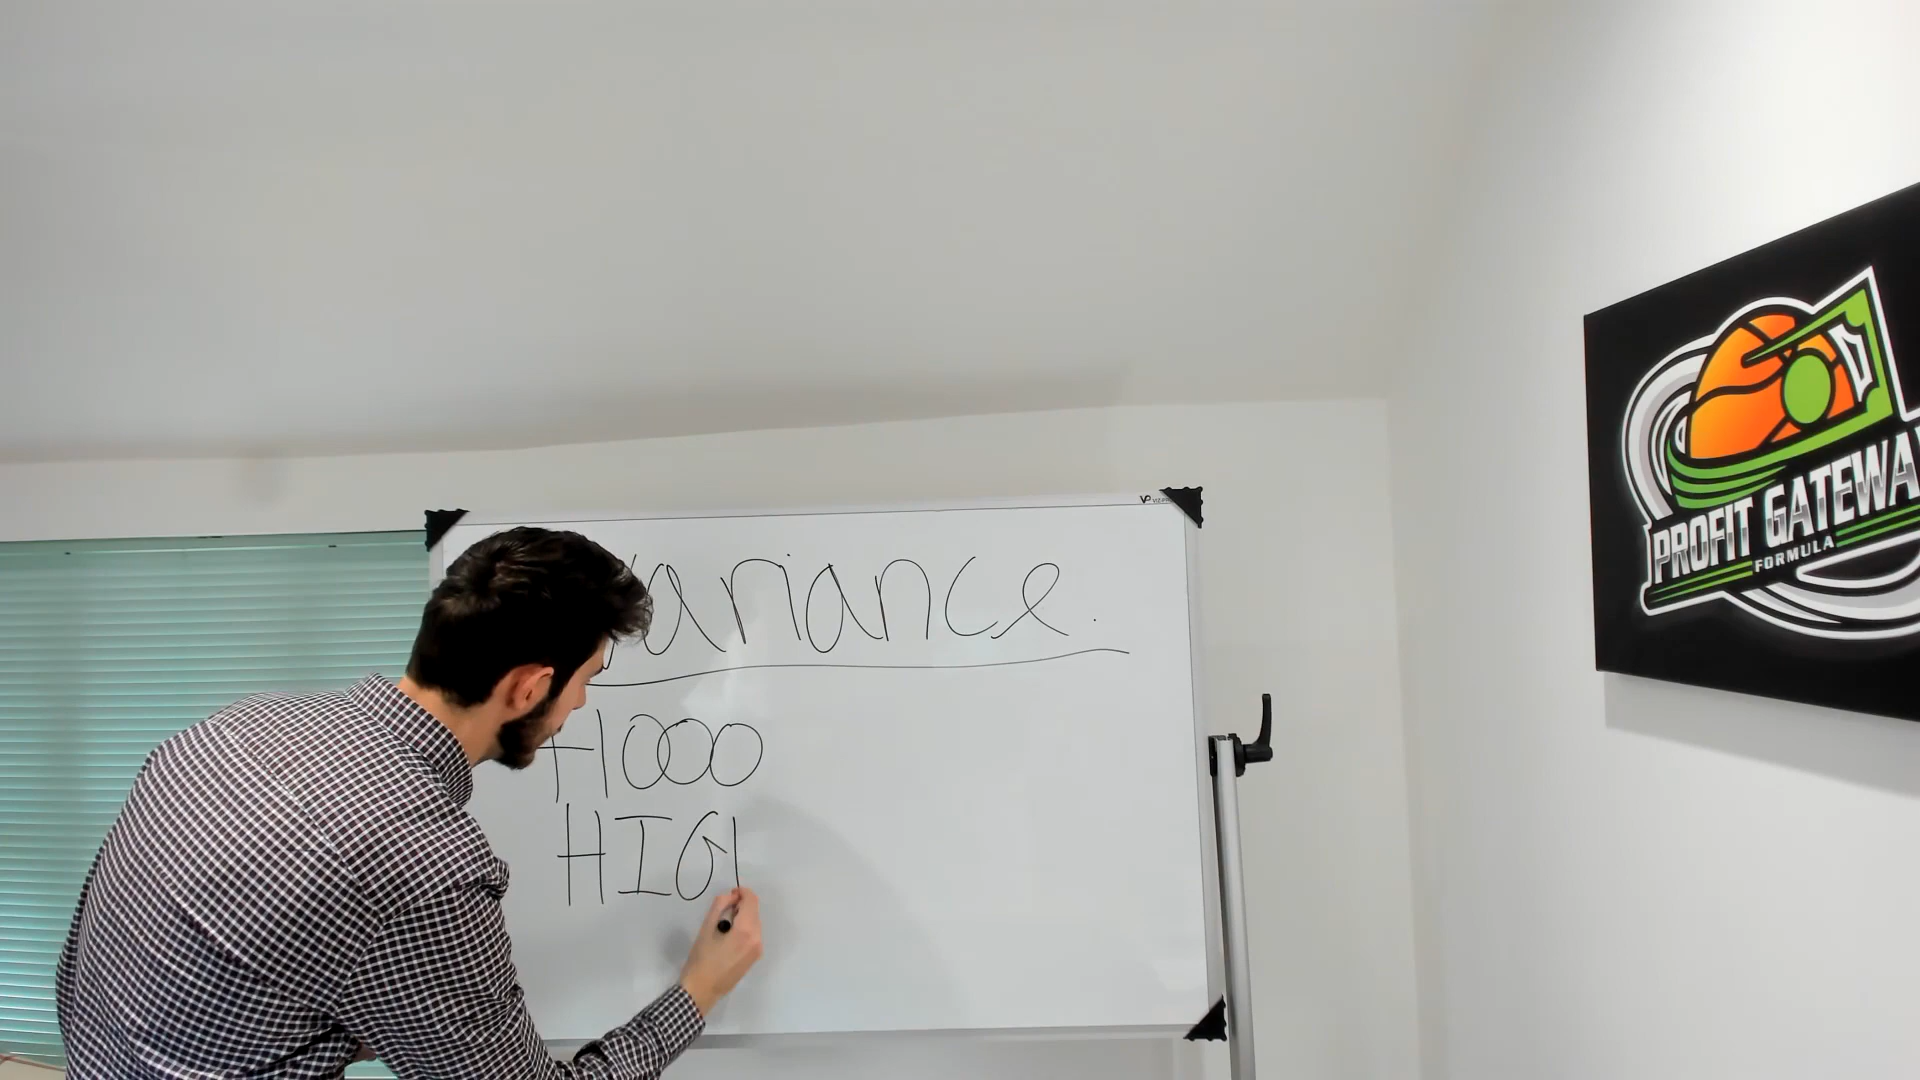 Variance.
+1000
HIGH
PROFIT GATEWAY
FORMULA